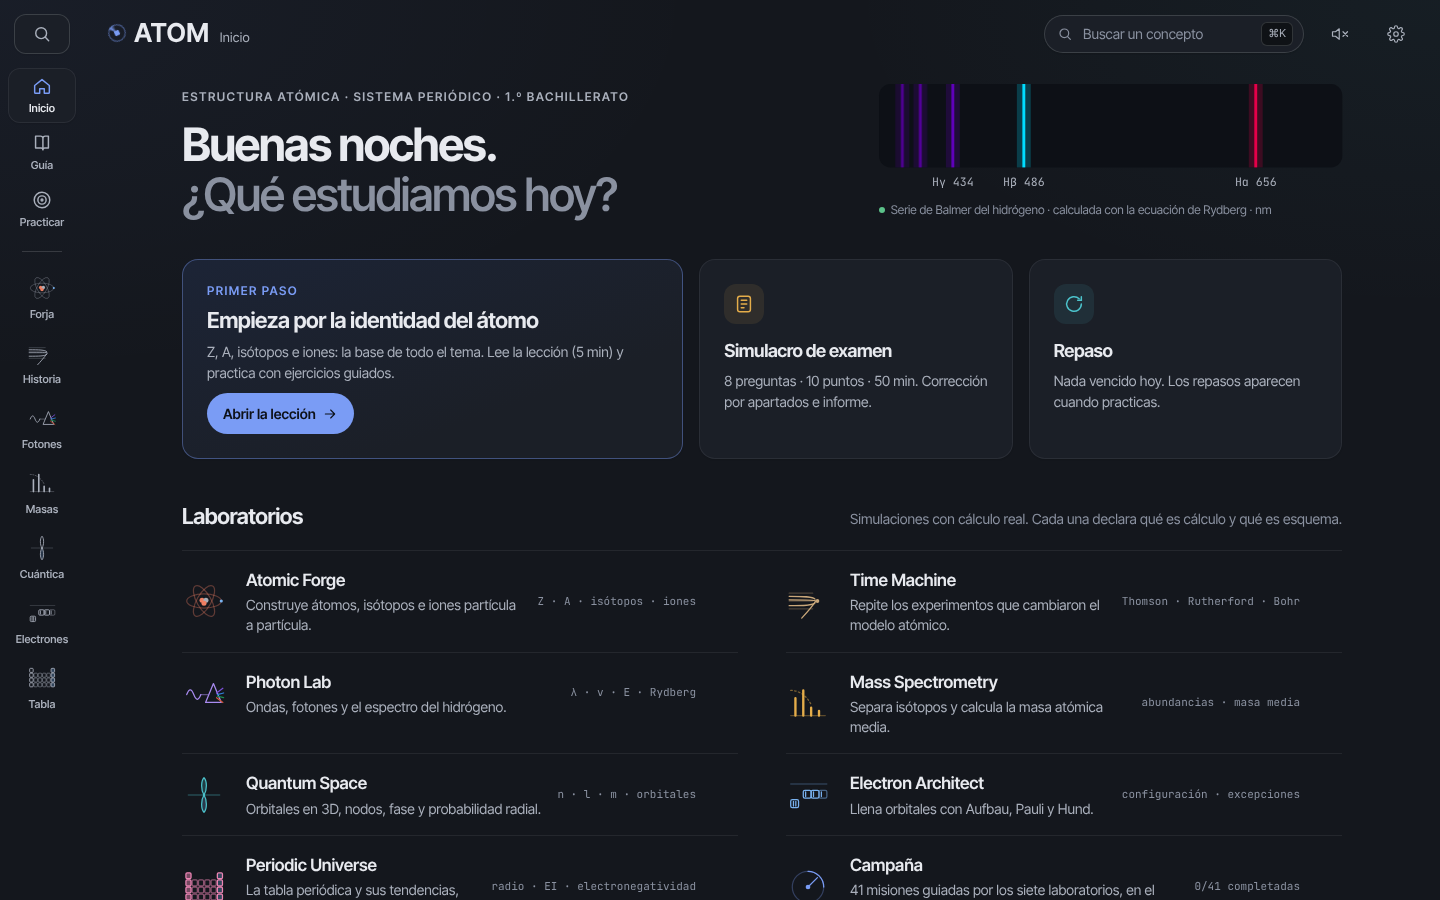 ATOM Inicio
Buscar un concepto ⌘K
Inicio
Guía
Practicar
Forja
Historia
Fotones
Masas
Cuántica
Electrones
Tabla
ESTRUCTURA ATÓMICA · SISTEMA PERIÓDICO · 1.º BACHILLERATO
Buenas noches.
¿Qué estudiamos hoy?
Hγ 434 Hβ 486 Hα 656
Serie de Balmer del hidrógeno · calculada con la ecuación de Rydberg · nm
PRIMER PASO
Empieza por la identidad del átomo
Z, A, isótopos e iones: la base de todo el tema. Lee la lección (5 min) y
practica con ejercicios guiados.
Abrir la lección →
Simulacro de examen
8 preguntas · 10 puntos · 50 min. Corrección
por apartados e informe.
Repaso
Nada vencido hoy. Los repasos aparecen
cuando practicas.
Laboratorios
Simulaciones con cálculo real. Cada una declara qué es cálculo y qué es esquema.
Atomic Forge
Construye átomos, isótopos e iones partícula
a partícula.
Z · A · isótopos · iones
Time Machine
Repite los experimentos que cambiaron el
modelo atómico.
Thomson · Rutherford · Bohr
Photon Lab
Ondas, fotones y el espectro del hidrógeno.
λ · ν · E · Rydberg
Mass Spectrometry
Separa isótopos y calcula la masa atómica
media.
abundancias · masa media
Quantum Space
Orbitales en 3D, nodos, fase y probabilidad radial.
n · l · m · orbitales
Electron Architect
Llena orbitales con Aufbau, Pauli y Hund.
configuración · excepciones
Periodic Universe
La tabla periódica y sus tendencias,
radio · EI · electronegatividad
Campaña
41 misiones guiadas por los siete laboratorios, en el
0/41 completadas